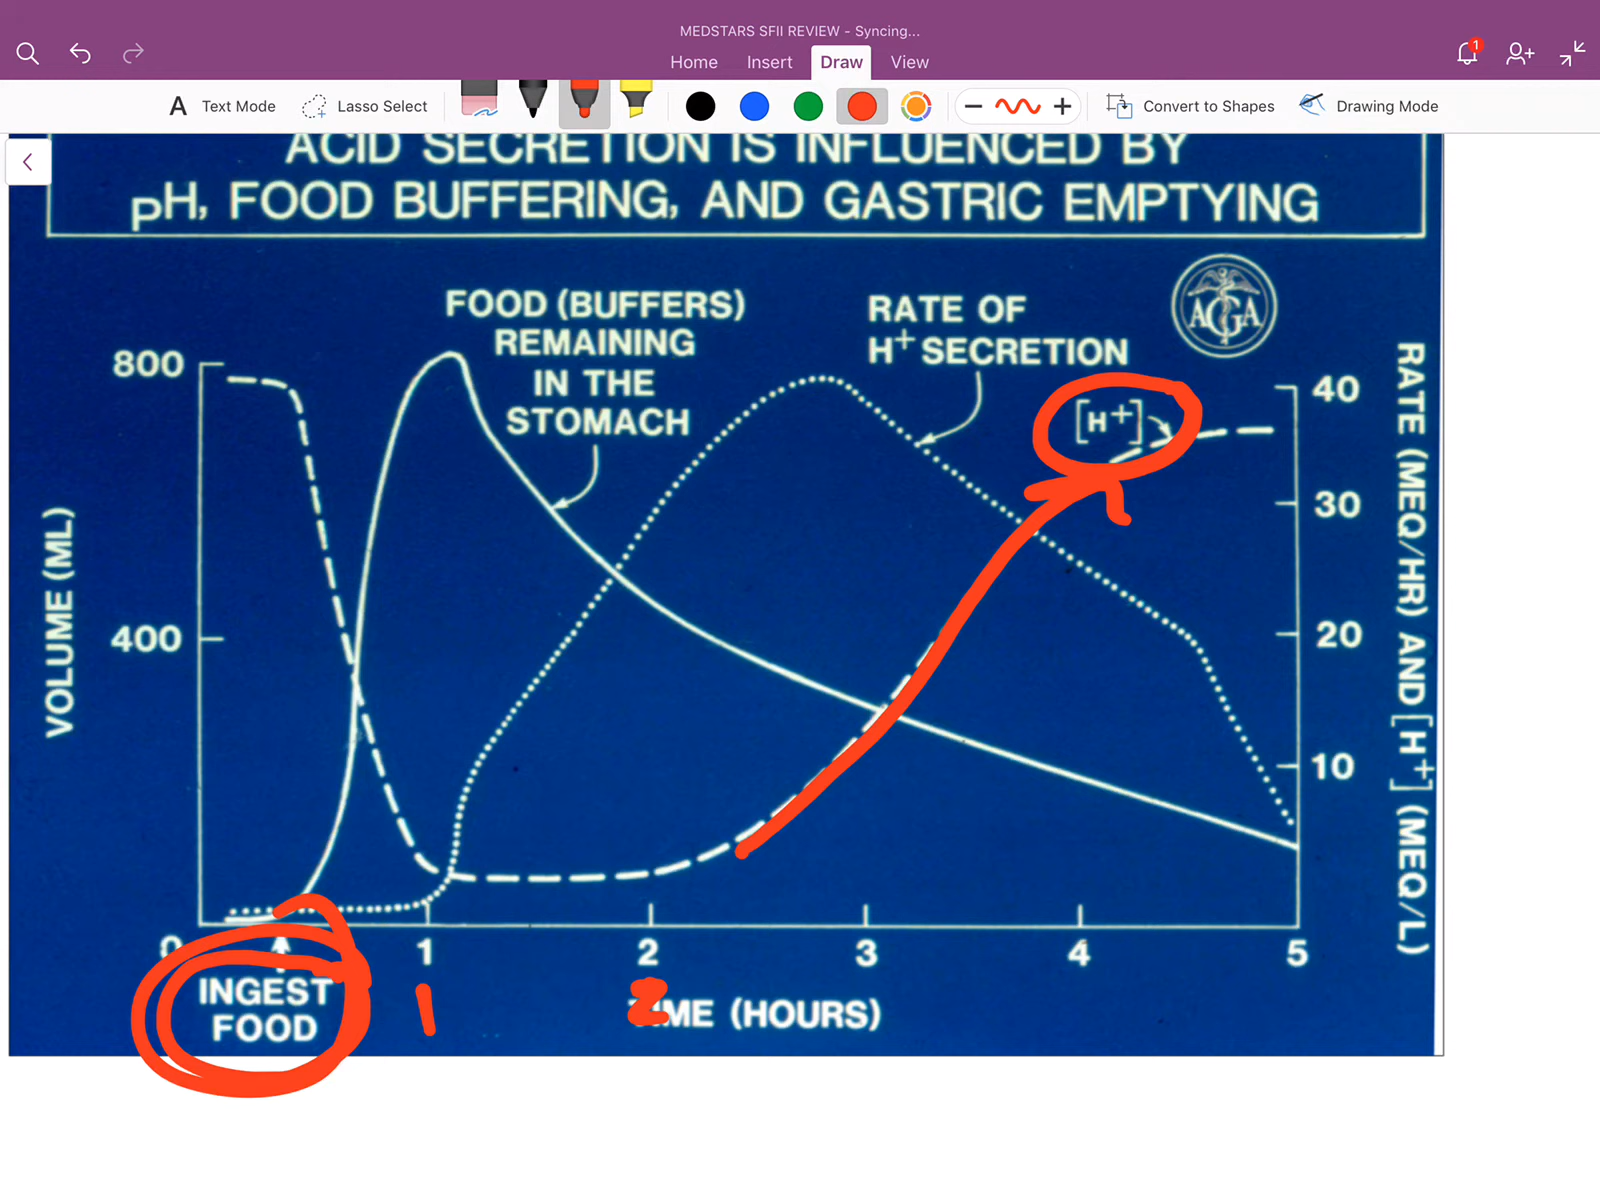 MEDSTARS SFII REVIEW - Syncing...
Home Insert Draw View
1
A Text Mode Lasso Select Convert to Shapes Drawing Mode
ACID SECRETION IS INFLUENCED BY
pH, FOOD BUFFERING, AND GASTRIC EMPTYING
FOOD (BUFFERS)
REMAINING
IN THE
STOMACH
RATE OF
H+ SECRETION
AGA
[H+]
800
400
VOLUME (ML)
40
30
20
10
RATE (MEQ/HR) AND [H+] (MEQ/L)
0 1 2 3 4 5
INGEST
FOOD
1
2
TIME (HOURS)